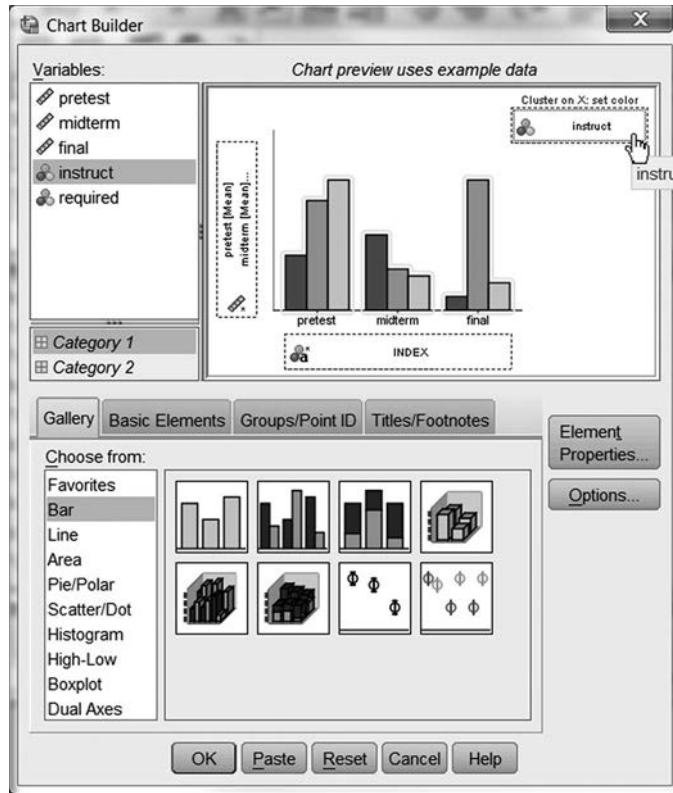 Chart Builder
X
Variables:
Chart preview uses example data
pretest
midterm
final
instruct
required
Category 1
Category 2
Cluster on X: set color
instruct
instru
pretest [Mean]
midterm [Mean]...
pretest midterm final
a
INDEX
Gallery Basic Elements Groups/Point ID Titles/Footnotes
Element
Properties...
Options...
Choose from:
Favorites
Bar
Line
Area
Pie/Polar
Scatter/Dot
Histogram
High-Low
Boxplot
Dual Axes
OK Paste Reset Cancel Help